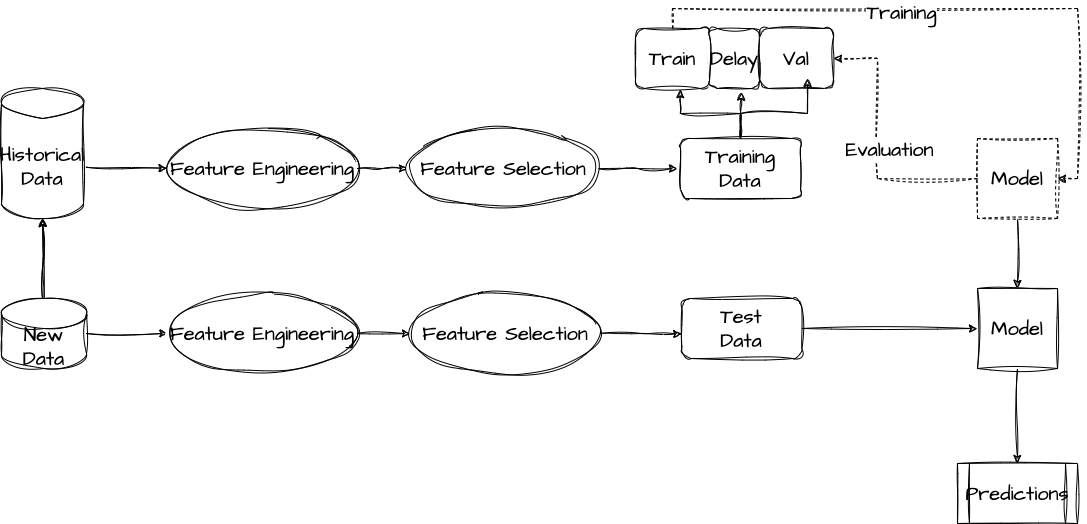 Training
Train
Delay
Val
Historical
Data
Feature Engineering
Feature Selection
Training
Data
Evaluation
Model
New
Data
Feature Engineering
Feature Selection
Test
Data
Model
Predictions